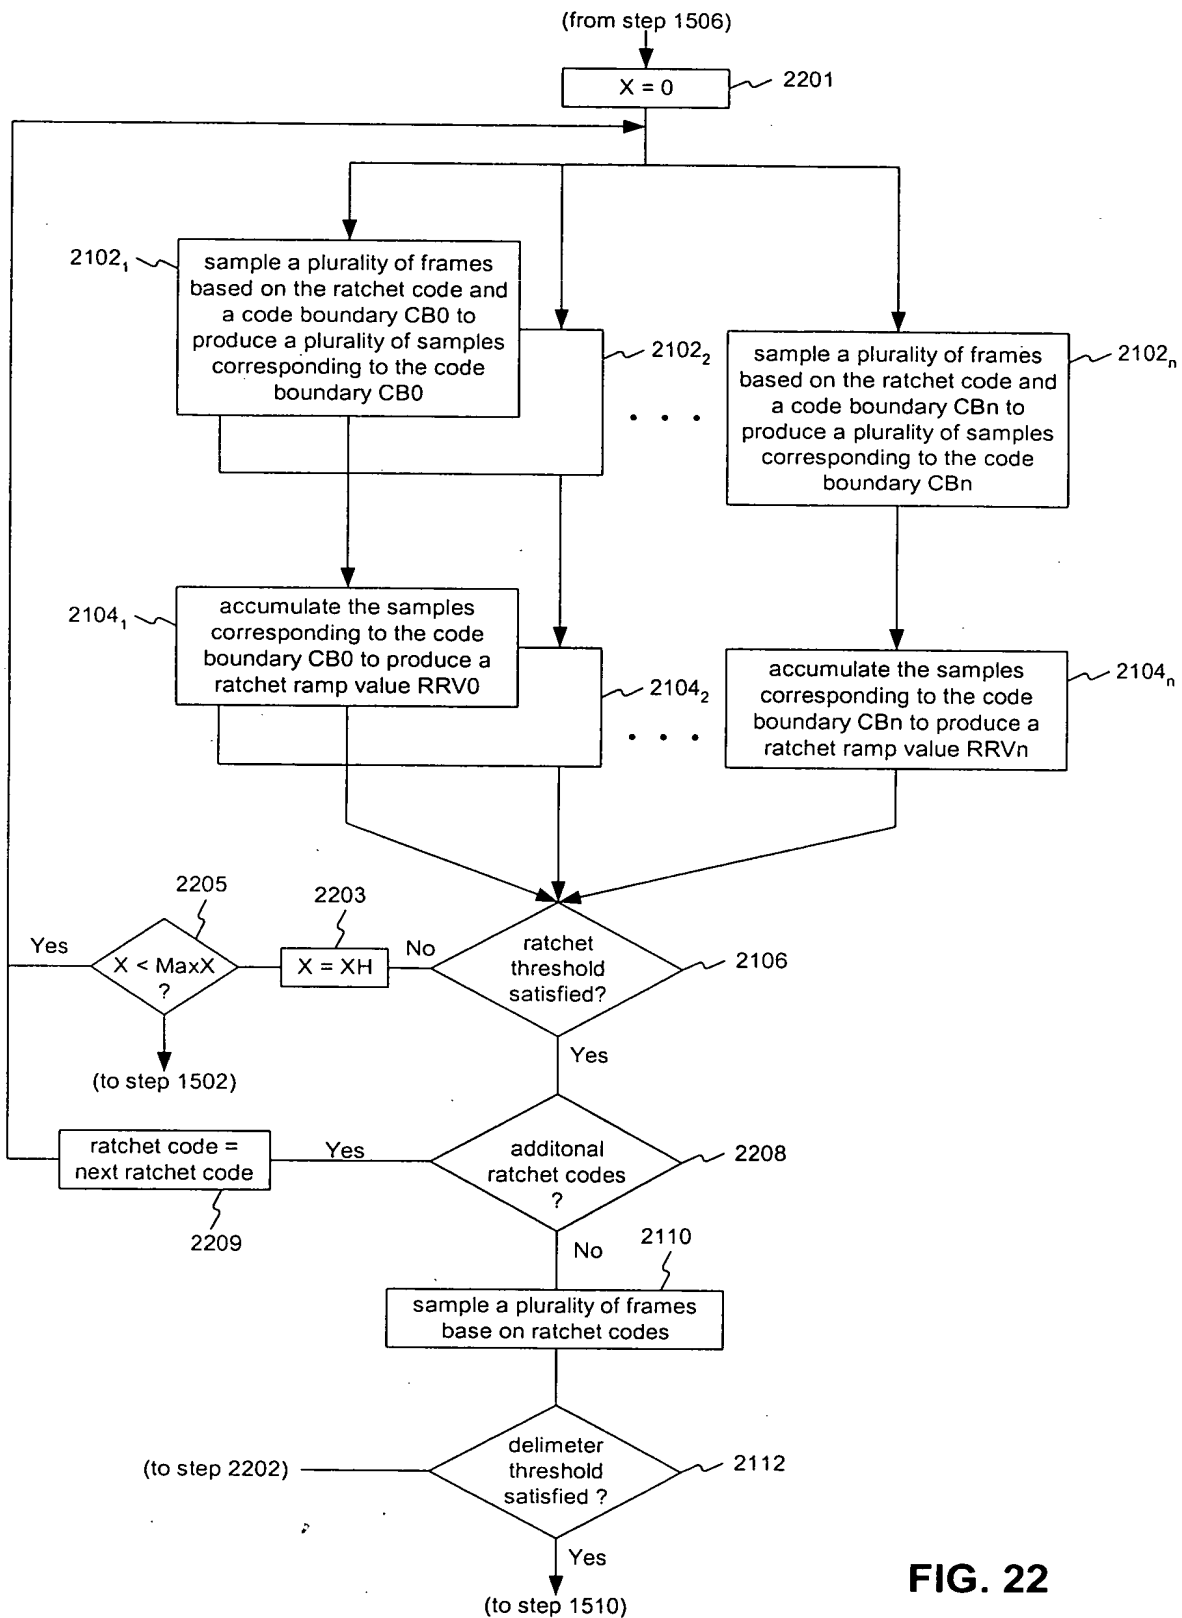 (from step 1506)
X = 0
2201
2102₁
sample a plurality of frames
based on the ratchet code and
a code boundary CB0 to
produce a plurality of samples
corresponding to the code
boundary CB0
2102₂
. . .
sample a plurality of frames
based on the ratchet code and
a code boundary CBn to
produce a plurality of samples
corresponding to the code
boundary CBn
2102ₙ
2104₁
accumulate the samples
corresponding to the code
boundary CB0 to produce a
ratchet ramp value RRV0
2104₂
. . .
accumulate the samples
corresponding to the code
boundary CBn to produce a
ratchet ramp value RRVn
2104ₙ
2205
2203
Yes
X < MaxX
?
X = XH
No
ratchet
threshold
satisfied?
2106
(to step 1502)
Yes
ratchet code =
next ratchet code
Yes
additonal
ratchet codes
?
2208
2209
No
2110
sample a plurality of frames
base on ratchet codes
(to step 2202)
delimeter
threshold
satisfied ?
2112
Yes
(to step 1510)
FIG. 22